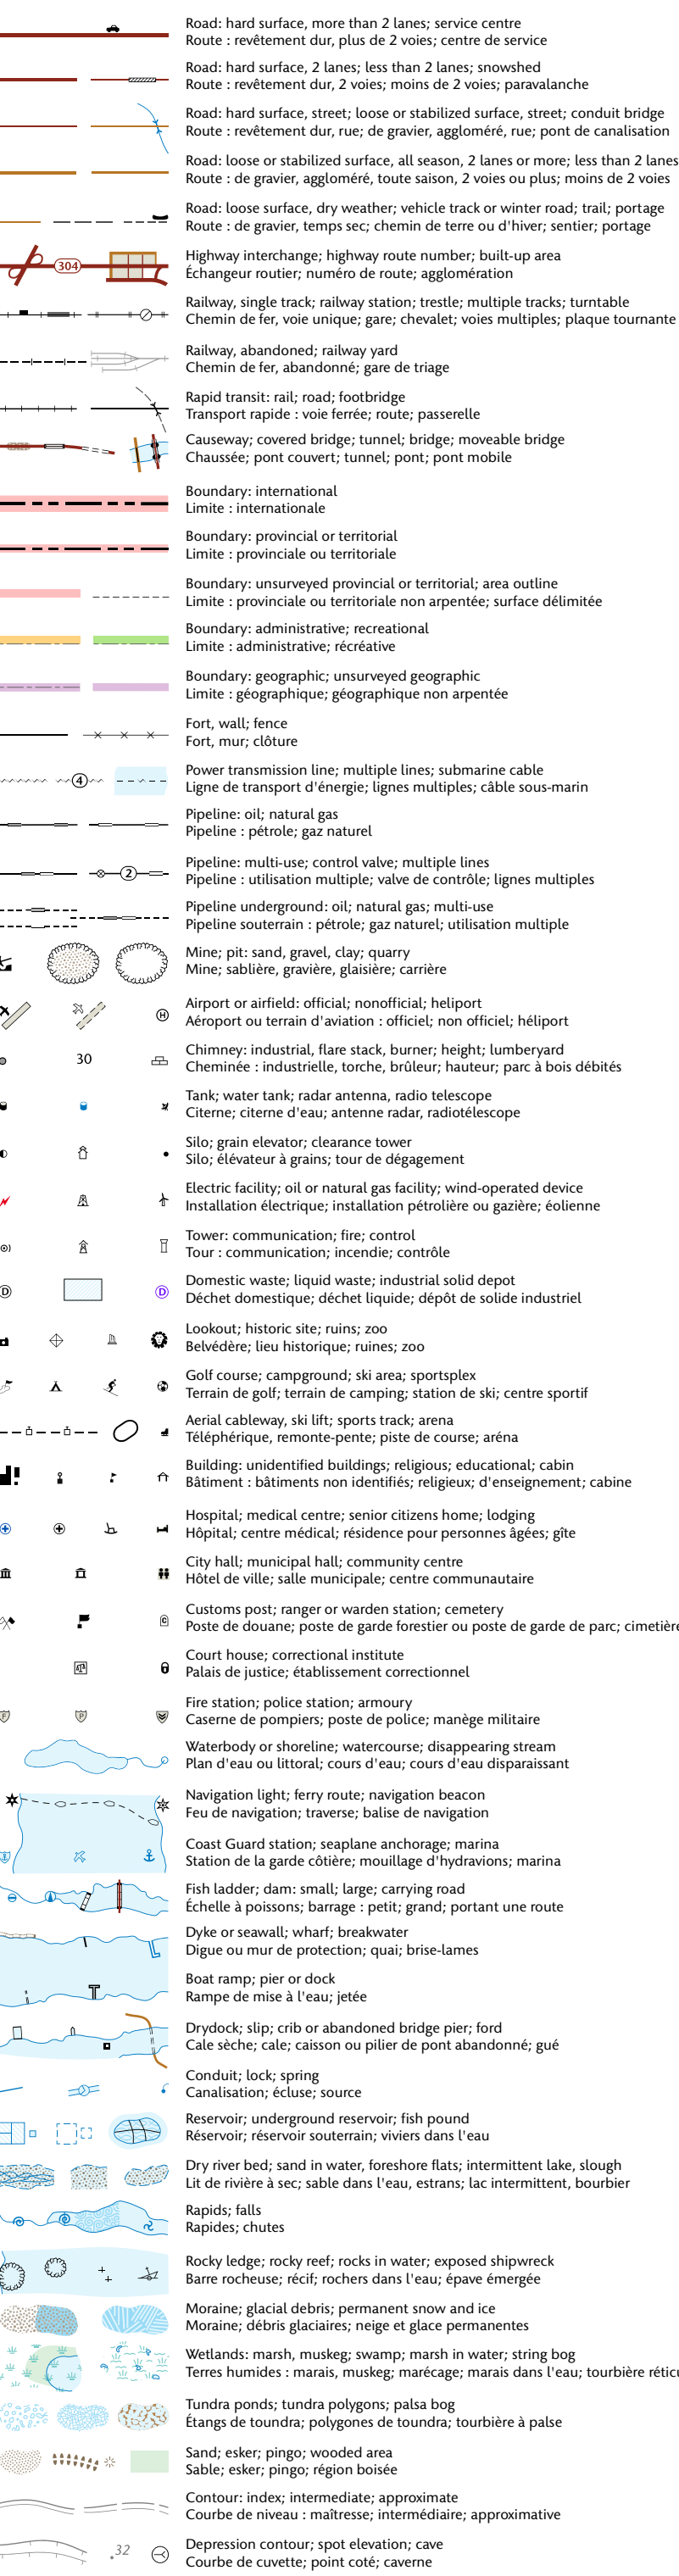 Road: hard surface, more than 2 lanes; service centre
Route : revêtement dur, plus de 2 voies; centre de service
Road: hard surface, 2 lanes; less than 2 lanes; snowshed
Route : revêtement dur, 2 voies; moins de 2 voies; paravalanche
Road: hard surface, street; loose or stabilized surface, street; conduit bridge
Route : revêtement dur, rue; de gravier, aggloméré, rue; pont de canalisation
Road: loose or stabilized surface, all season, 2 lanes or more; less than 2 lanes
Route : de gravier, aggloméré, toute saison, 2 voies ou plus; moins de 2 voies
Road: loose surface, dry weather; vehicle track or winter road; trail; portage
Route : de gravier, temps sec; chemin de terre ou d'hiver; sentier; portage
304
Highway interchange; highway route number; built-up area
Échangeur routier; numéro de route; agglomération
Railway, single track; railway station; trestle; multiple tracks; turntable
Chemin de fer, voie unique; gare; chevalet; voies multiples; plaque tournante
Railway, abandoned; railway yard
Chemin de fer, abandonné; gare de triage
Rapid transit: rail; road; footbridge
Transport rapide : voie ferrée; route; passerelle
Causeway; covered bridge; tunnel; bridge; moveable bridge
Chaussée; pont couvert; tunnel; pont; pont mobile
Boundary: international
Limite : internationale
Boundary: provincial or territorial
Limite : provinciale ou territoriale
Boundary: unsurveyed provincial or territorial; area outline
Limite : provinciale ou territoriale non arpentée; surface délimitée
Boundary: administrative; recreational
Limite : administrative; récréative
Boundary: geographic; unsurveyed geographic
Limite : géographique; géographique non arpentée
Fort, wall; fence
Fort, mur; clôture
4
Power transmission line; multiple lines; submarine cable
Ligne de transport d'énergie; lignes multiples; câble sous-marin
Pipeline: oil; natural gas
Pipeline : pétrole; gaz naturel
2
Pipeline: multi-use; control valve; multiple lines
Pipeline : utilisation multiple; valve de contrôle; lignes multiples
Pipeline underground: oil; natural gas; multi-use
Pipeline souterrain : pétrole; gaz naturel; utilisation multiple
Mine; pit: sand, gravel, clay; quarry
Mine; sablière, gravière, glaisière; carrière
H
Airport or airfield: official; nonofficial; heliport
Aéroport ou terrain d'aviation : officiel; non officiel; héliport
30
Chimney: industrial, flare stack, burner; height; lumberyard
Cheminée : industrielle, torche, brûleur; hauteur; parc à bois débités
Tank; water tank; radar antenna, radio telescope
Citerne; citerne d'eau; antenne radar, radiotélescope
Silo; grain elevator; clearance tower
Silo; élévateur à grains; tour de dégagement
Electric facility; oil or natural gas facility; wind-operated device
Installation électrique; installation pétrolière ou gazière; éolienne
Tower: communication; fire; control
Tour : communication; incendie; contrôle
D D
Domestic waste; liquid waste; industrial solid depot
Déchet domestique; déchet liquide; dépôt de solide industriel
Lookout; historic site; ruins; zoo
Belvédère; lieu historique; ruines; zoo
Golf course; campground; ski area; sportsplex
Terrain de golf; terrain de camping; station de ski; centre sportif
Aerial cableway, ski lift; sports track; arena
Téléphérique, remonte-pente; piste de course; aréna
Building: unidentified buildings; religious; educational; cabin
Bâtiment : bâtiments non identifiés; religieux; d'enseignement; cabine
Hospital; medical centre; senior citizens home; lodging
Hôpital; centre médical; résidence pour personnes âgées; gîte
City hall; municipal hall; community centre
Hôtel de ville; salle municipale; centre communautaire
C
Customs post; ranger or warden station; cemetery
Poste de douane; poste de garde forestier ou poste de garde de parc; cimetière
Court house; correctional institute
Palais de justice; établissement correctionnel
F P
Fire station; police station; armoury
Caserne de pompiers; poste de police; manège militaire
Waterbody or shoreline; watercourse; disappearing stream
Plan d'eau ou littoral; cours d'eau; cours d'eau disparaissant
Navigation light; ferry route; navigation beacon
Feu de navigation; traverse; balise de navigation
Coast Guard station; seaplane anchorage; marina
Station de la garde côtière; mouillage d'hydravions; marina
Fish ladder; dam: small; large; carrying road
Échelle à poissons; barrage : petit; grand; portant une route
Dyke or seawall; wharf; breakwater
Digue ou mur de protection; quai; brise-lames
Boat ramp; pier or dock
Rampe de mise à l'eau; jetée
Drydock; slip; crib or abandoned bridge pier; ford
Cale sèche; cale; caisson ou pilier de pont abandonné; gué
Conduit; lock; spring
Canalisation; écluse; source
Reservoir; underground reservoir; fish pound
Réservoir; réservoir souterrain; viviers dans l'eau
Dry river bed; sand in water, foreshore flats; intermittent lake, slough
Lit de rivière à sec; sable dans l'eau, estrans; lac intermittent, bourbier
Rapids; falls
Rapides; chutes
Rocky ledge; rocky reef; rocks in water; exposed shipwreck
Barre rocheuse; récif; rochers dans l'eau; épave émergée
Moraine; glacial debris; permanent snow and ice
Moraine; débris glaciaires; neige et glace permanentes
Wetlands: marsh, muskeg; swamp; marsh in water; string bog
Terres humides : marais, muskeg; marécage; marais dans l'eau; tourbière réticu
Tundra ponds; tundra polygons; palsa bog
Étangs de toundra; polygones de toundra; tourbière à palse
Sand; esker; pingo; wooded area
Sable; esker; pingo; région boisée
Contour: index; intermediate; approximate
Courbe de niveau : maîtresse; intermédiaire; approximative
.32
Depression contour; spot elevation; cave
Courbe de cuvette; point coté; caverne